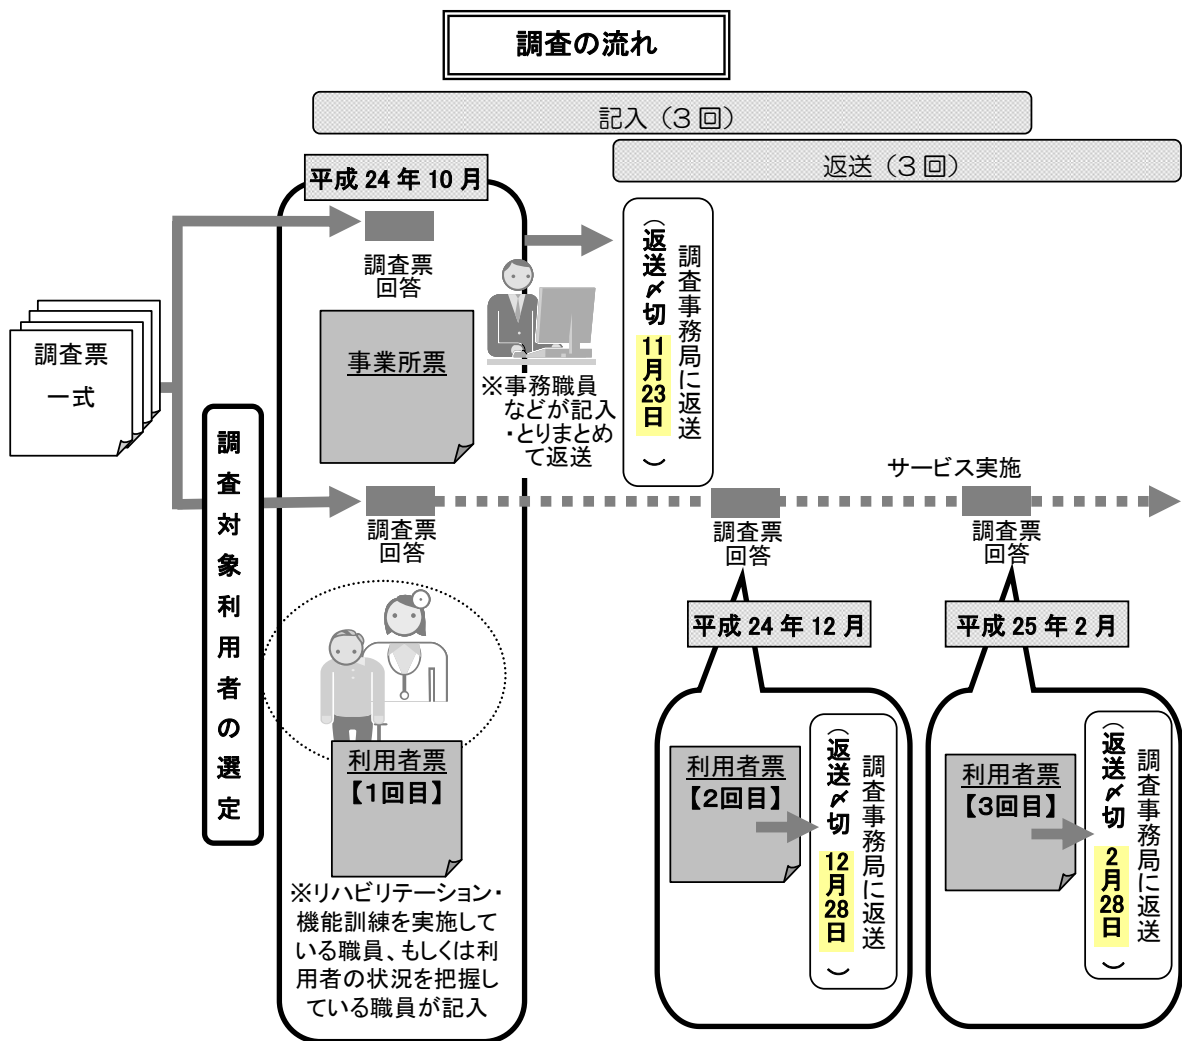 調査の流れ
記入（３回）
返送（３回）
平成 24 年 10 月
調査票
回答
調査票
一式
事業所票
※事務職員
などが記入
・とりまとめ
て返送
調査事務局に返送
（返送〆切 11月23日 ）
調査対象利用者の選定
サービス実施
調査票
回答
調査票
回答
調査票
回答
平成 24 年 12 月
平成 25 年 2 月
利用者票
【１回目】
※リハビリテーション・
機能訓練を実施して
いる職員、もしくは利
用者の状況を把握し
ている職員が記入
利用者票
【２回目】
調査事務局に返送
（返送〆切 12月28日 ）
利用者票
【３回目】
調査事務局に返送
（返送〆切 2月28日 ）